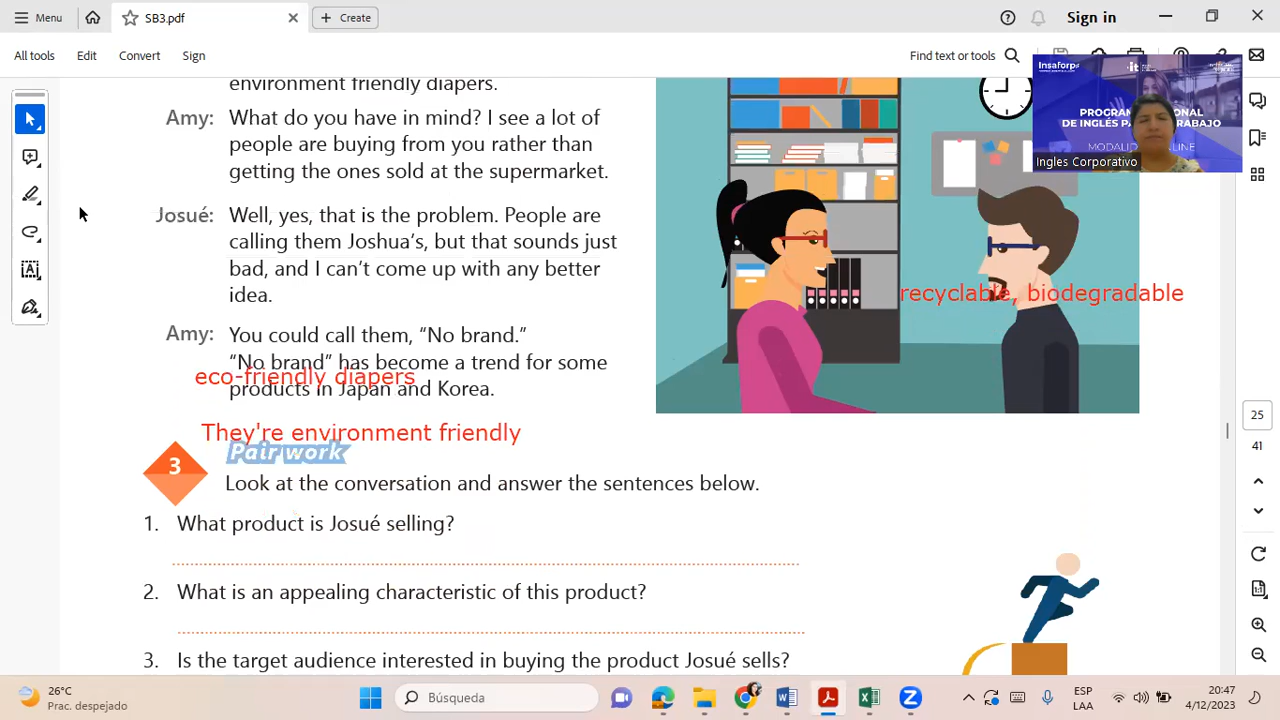 Menu
SB3.pdf
Create
Sign in
All tools
Edit
Convert
Sign
Find text or tools
environment friendly diapers.
Amy: What do you have in mind? I see a lot of
people are buying from you rather than
getting the ones sold at the supermarket.
Josué: Well, yes, that is the problem. People are
calling them Joshua's, but that sounds just
bad, and I can't come up with any better
idea.
Amy: You could call them, “No brand.”
“No brand” has become a trend for some
products in Japan and Korea.
eco-friendly diapers
They're environment friendly
recyclable, biodegradable
Insaforp
PROGRAMA
DE INGLÉS
TRABAJO
Ingles Corporativo
3
Pair work
Look at the conversation and answer the sentences below.
1. What product is Josué selling?
2. What is an appealing characteristic of this product?
3. Is the target audience interested in buying the product Josué sells?
25
41
26°C
Prac. despejado
Búsqueda
ESP
LAA
20:47
4/12/2023